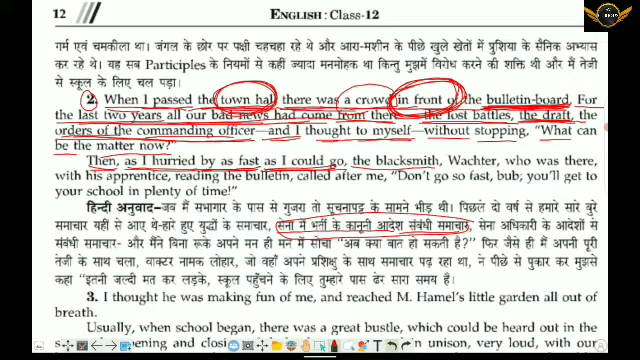 12
ENGLISH: Class-12
गर्म एवं चमकीला था। जंगल के छोर पर पक्षी चहचहा रहे थे और आरा-मशीन के पीछे खुले खेतों में प्रुशिया के सैनिक अभ्यास
कर रहे थे। यह सब Participles के नियमों से कहीं ज्यादा मनमोहक था किन्तु मुझमें विरोध करने की शक्ति थी और मैं तेजी
से स्कूल के लिए चल पड़ा।
2. When I passed the town hall there was a crowd in front of the bulletin-board. For
the last two years all our bad news had come from there—the lost battles, the draft, the
orders of the commanding officer—and I thought to myself, without stopping, "What can
be the matter now?"
Then, as I hurried by as fast as I could go, the blacksmith, Wachter, who was there,
with his apprentice, reading the bulletin, called after me, "Don't go so fast, bub; you'll get to
your school in plenty of time!"
हिन्दी अनुवाद- जब मैं सभागार के पास से गुजरा तो सूचनापट्ट के सामने भीड़ थी। पिछले दो वर्ष से हमारे सारे बुरे
समाचार यहीं से आए थे-हारे हुए युद्धों के समाचार, सेना में भर्ती के कानूनी आदेश संबंधी समाचार, सेना अधिकारी के आदेशों से
संबंधी समाचार- और मैंने बिना रूके अपने मन ही मन में सोचा "अब क्या बात हो सकती है?" फिर जैसे ही मैं अपनी पूरी
तेजी के साथ चला, वाक्टर नामक लोहार, जो वहाँ अपने प्रशिक्षु के साथ समाचार पढ़ रहा था, ने पीछे से पुकार कर मुझसे
कहा "इतनी जल्दी मत कर लड़के, स्कूल पहुँचने के लिए तुम्हारे पास ढेर सारा समय है।
3. I thought he was making fun of me, and reached M. Hamel's little garden all out of
breath.
Usually, when school began, there was a great bustle, which could be heard out in the
opening and closi in unison, very loud, with our